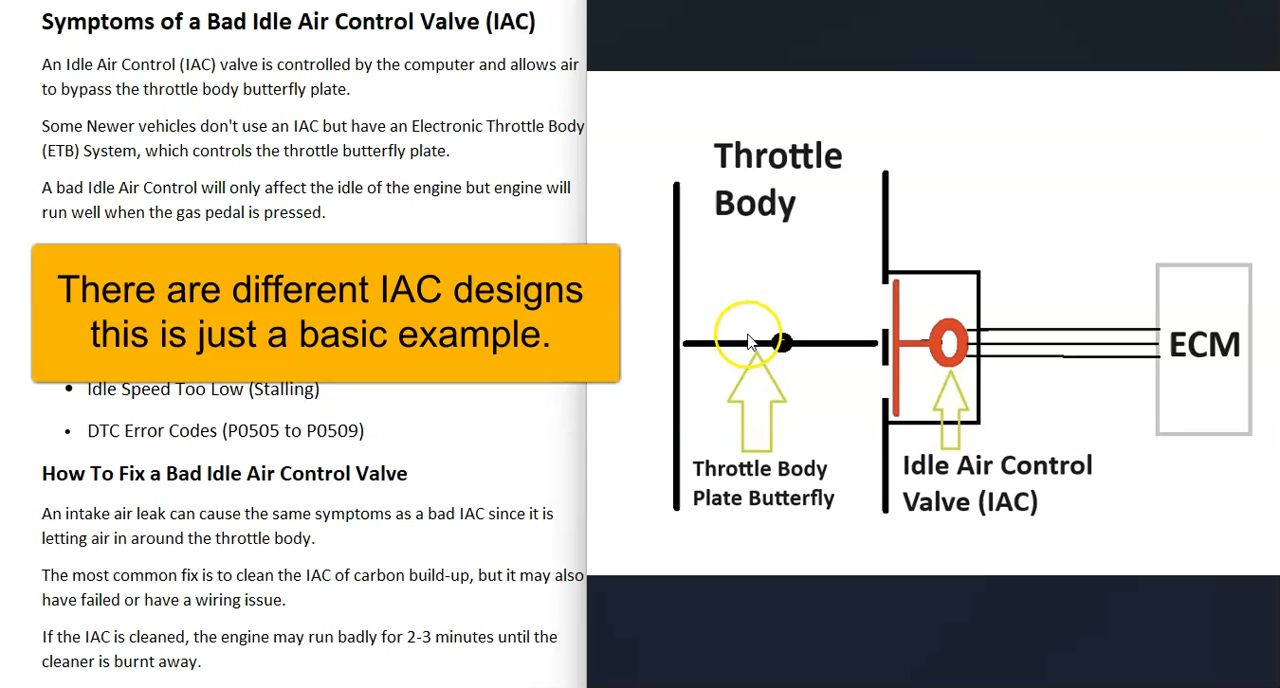 Symptoms of a Bad Idle Air Control Valve (IAC)
An Idle Air Control (IAC) valve is controlled by the computer and allows air
to bypass the throttle body butterfly plate.
Some Newer vehicles don't use an IAC but have an Electronic Throttle Body
(ETB) System, which controls the throttle butterfly plate.
A bad Idle Air Control will only affect the idle of the engine but engine will
run well when the gas pedal is pressed.
There are different IAC designs
this is just a basic example.
• Idle Speed Too Low (Stalling)
• DTC Error Codes (P0505 to P0509)
How To Fix a Bad Idle Air Control Valve
An intake air leak can cause the same symptoms as a bad IAC since it is
letting air in around the throttle body.
The most common fix is to clean the IAC of carbon build-up, but it may also
have failed or have a wiring issue.
If the IAC is cleaned, the engine may run badly for 2-3 minutes until the
cleaner is burnt away.
Throttle
Body
ECM
Throttle Body
Plate Butterfly
Idle Air Control
Valve (IAC)